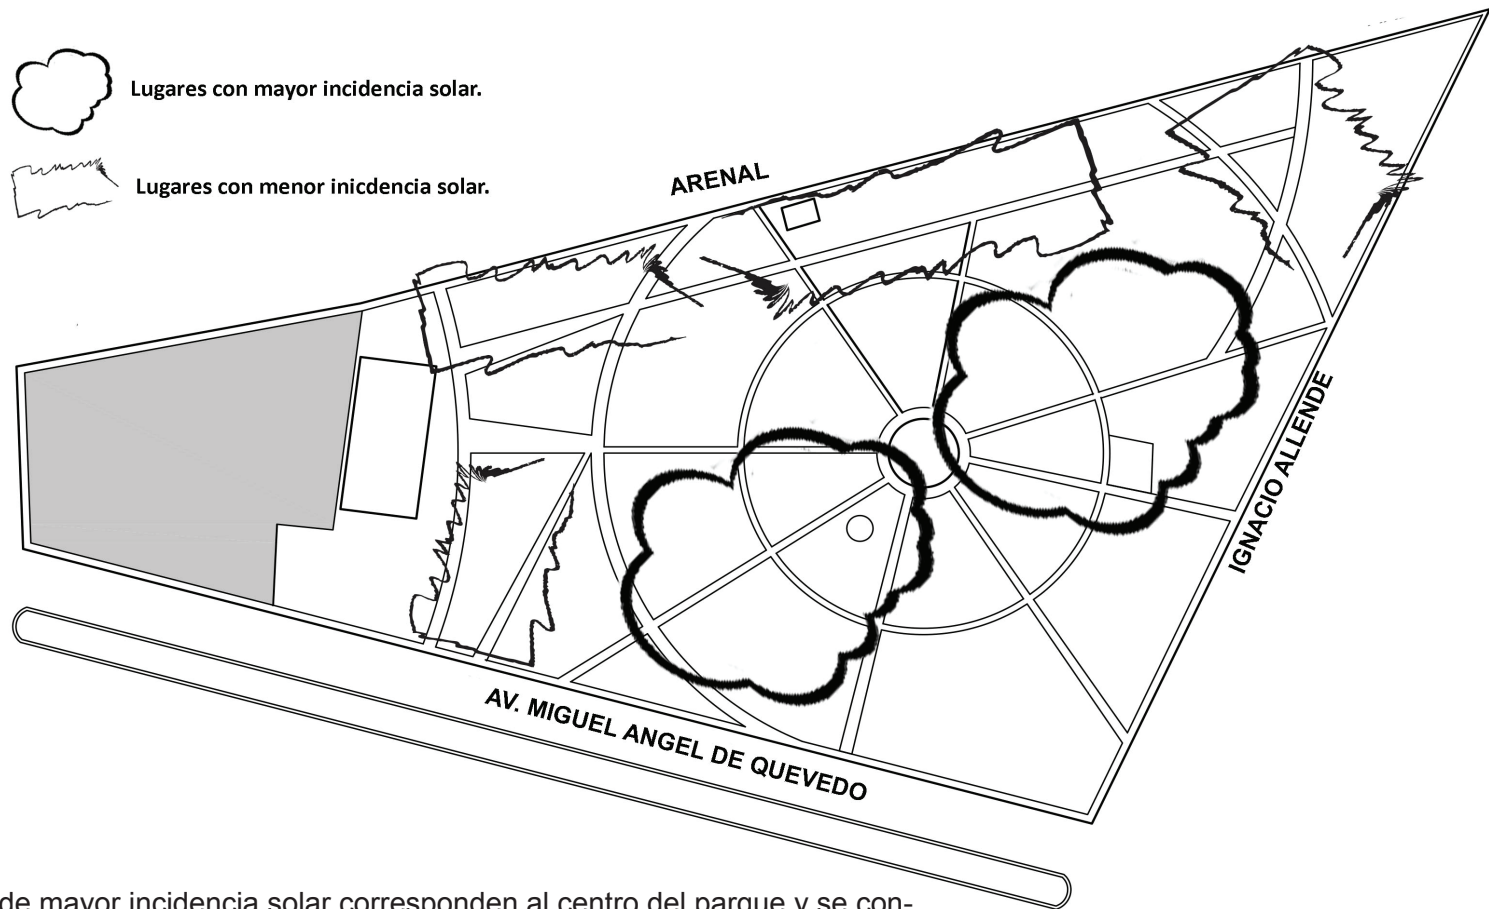 Lugares con mayor incidencia solar.
Lugares con menor inicdencia solar.
ARENAL
IGNACIO ALLENDE
AV. MIGUEL ANGEL DE QUEVEDO
de mayor incidencia solar corresponden al centro del parque y se con-